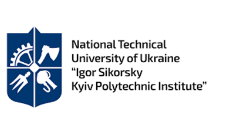 National Technical
University of Ukraine
“Igor Sikorsky
Kyiv Polytechnic Institute”